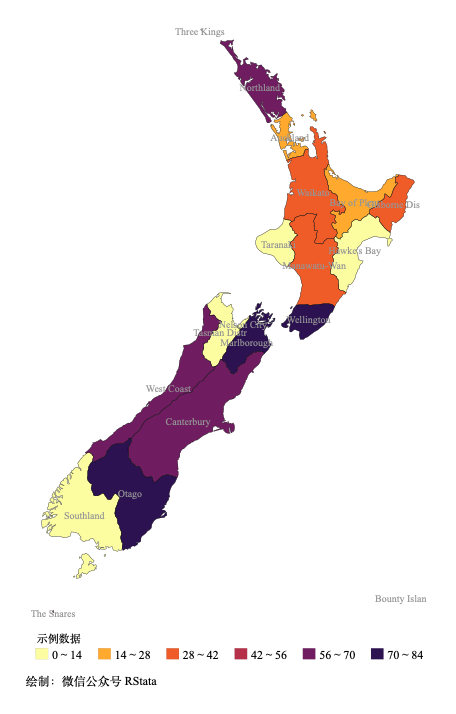 Three Kings
Northland
Auckland
Waikato
Bay of Plen
Gisborne Dis
Taranaki
Hawke's Bay
Manawatu-Wan
Nelson City
Wellington
Tasman Distr
Marlborough
West Coast
Canterbury
Otago
Southland
Bounty Islan
The Snares
示例数据
0 ~ 14 14 ~ 28 28 ~ 42 42 ~ 56 56 ~ 70 70 ~ 84
绘制：微信公众号 RStata